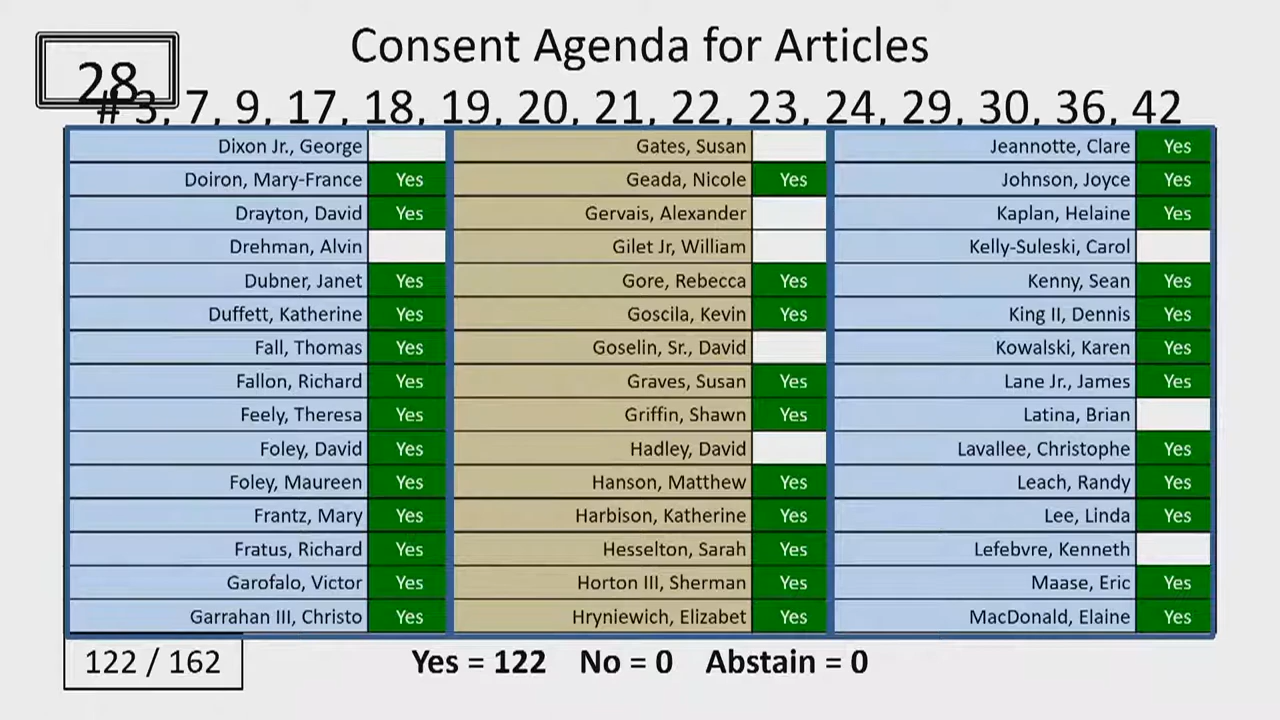 Consent Agenda for Articles
28
# 3, 7, 9, 17, 18, 19, 20, 21, 22, 23, 24, 29, 30, 36, 42
Dixon Jr., George
Doiron, Mary-France Yes
Drayton, David Yes
Drehman, Alvin
Dubner, Janet Yes
Duffett, Katherine Yes
Fall, Thomas Yes
Fallon, Richard Yes
Feely, Theresa Yes
Foley, David Yes
Foley, Maureen Yes
Frantz, Mary Yes
Fratus, Richard Yes
Garofalo, Victor Yes
Garrahan III, Christo Yes
Gates, Susan
Geada, Nicole Yes
Gervais, Alexander
Gilet Jr, William
Gore, Rebecca Yes
Goscila, Kevin Yes
Goselin, Sr., David
Graves, Susan Yes
Griffin, Shawn Yes
Hadley, David
Hanson, Matthew Yes
Harbison, Katherine Yes
Hesselton, Sarah Yes
Horton III, Sherman Yes
Hryniewich, Elizabet Yes
Jeannotte, Clare Yes
Johnson, Joyce Yes
Kaplan, Helaine Yes
Kelly-Suleski, Carol
Kenny, Sean Yes
King II, Dennis Yes
Kowalski, Karen Yes
Lane Jr., James Yes
Latina, Brian
Lavallee, Christophe Yes
Leach, Randy Yes
Lee, Linda Yes
Lefebvre, Kenneth
Maase, Eric Yes
MacDonald, Elaine Yes
122 / 162
Yes = 122 No = 0 Abstain = 0